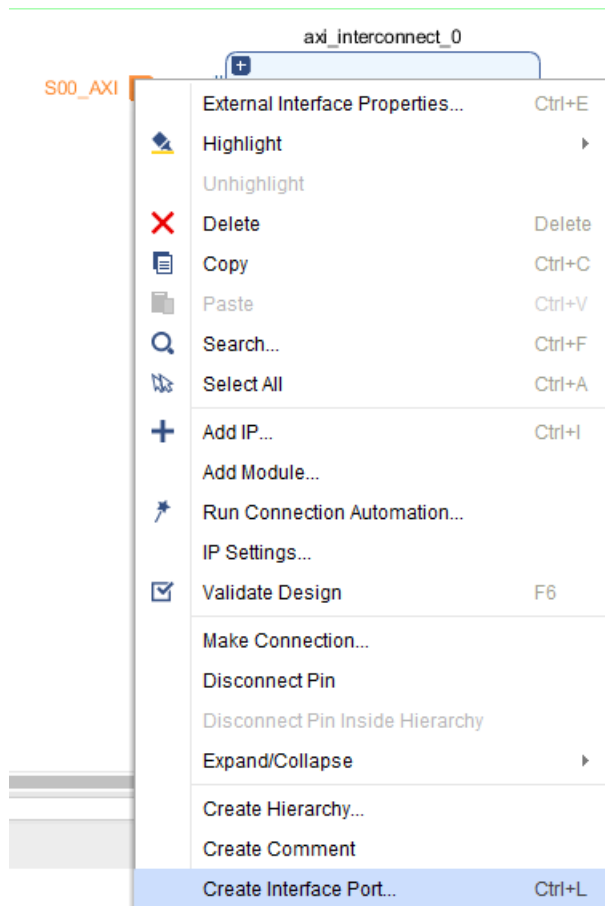 axi_interconnect_0
S00_AXI
External Interface Properties... Ctrl+E
Highlight
Unhighlight
Delete Delete
Copy Ctrl+C
Paste Ctrl+V
Search... Ctrl+F
Select All Ctrl+A
Add IP... Ctrl+I
Add Module...
Run Connection Automation...
IP Settings...
Validate Design F6
Make Connection...
Disconnect Pin
Disconnect Pin Inside Hierarchy
Expand/Collapse
Create Hierarchy...
Create Comment
Create Interface Port... Ctrl+L